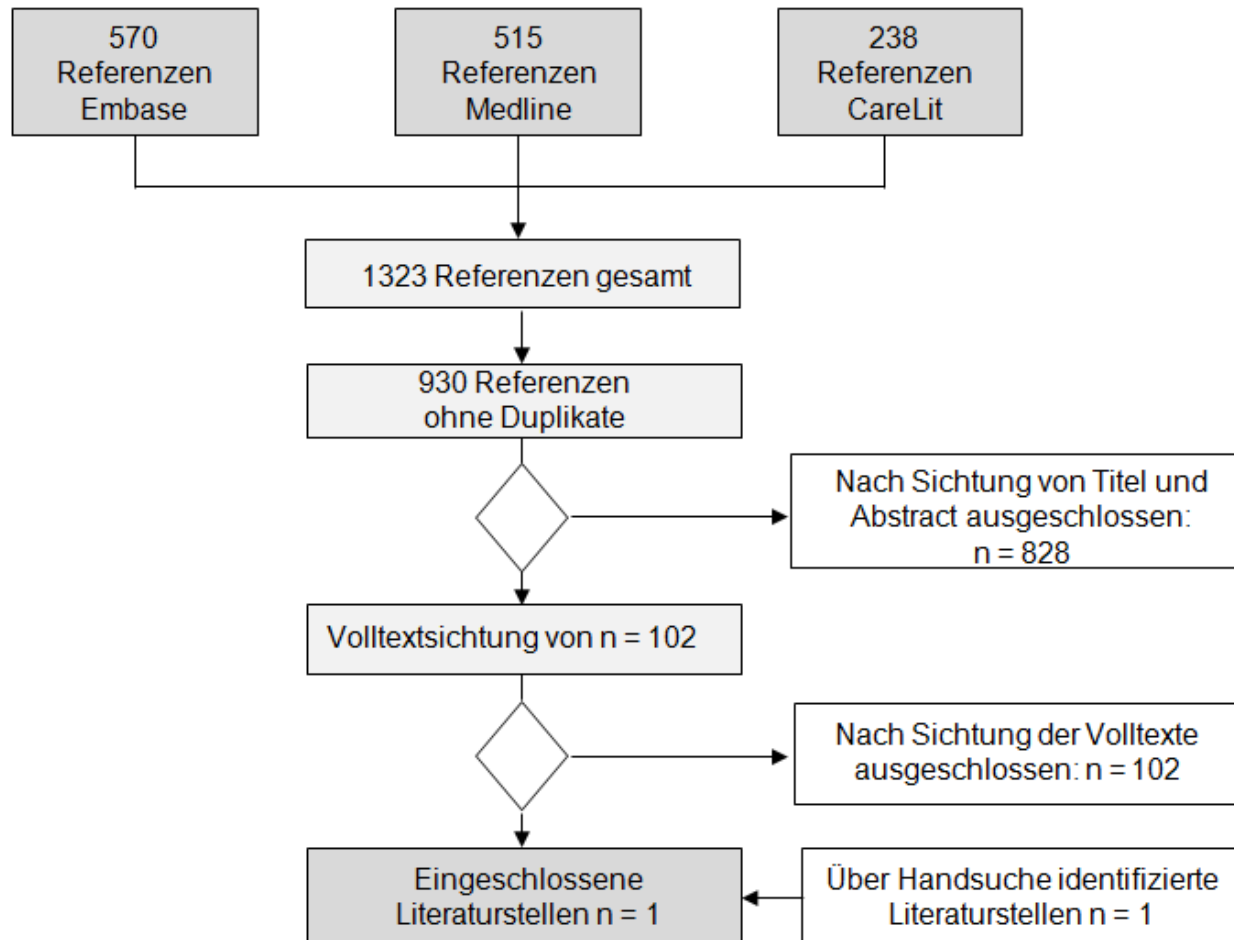 570
Referenzen
Embase
515
Referenzen
Medline
238
Referenzen
CareLit
1323 Referenzen gesamt
930 Referenzen
ohne Duplikate
Nach Sichtung von Titel und
Abstract ausgeschlossen:
n = 828
Volltextsichtung von n = 102
Nach Sichtung der Volltexte
ausgeschlossen: n = 102
Eingeschlossene
Literaturstellen n = 1
Über Handsuche identifizierte
Literaturstellen n = 1